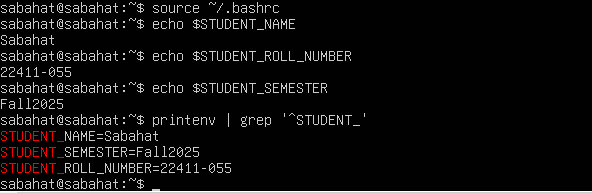 sabahat@sabahat:~$ source ~/.bashrc
sabahat@sabahat:~$ echo $STUDENT_NAME
Sabahat
sabahat@sabahat:~$ echo $STUDENT_ROLL_NUMBER
22411-055
sabahat@sabahat:~$ echo $STUDENT_SEMESTER
Fall2025
sabahat@sabahat:~$ printenv | grep '^STUDENT_'
STUDENT_NAME=Sabahat
STUDENT_SEMESTER=Fall2025
STUDENT_ROLL_NUMBER=22411-055
sabahat@sabahat:~$ _